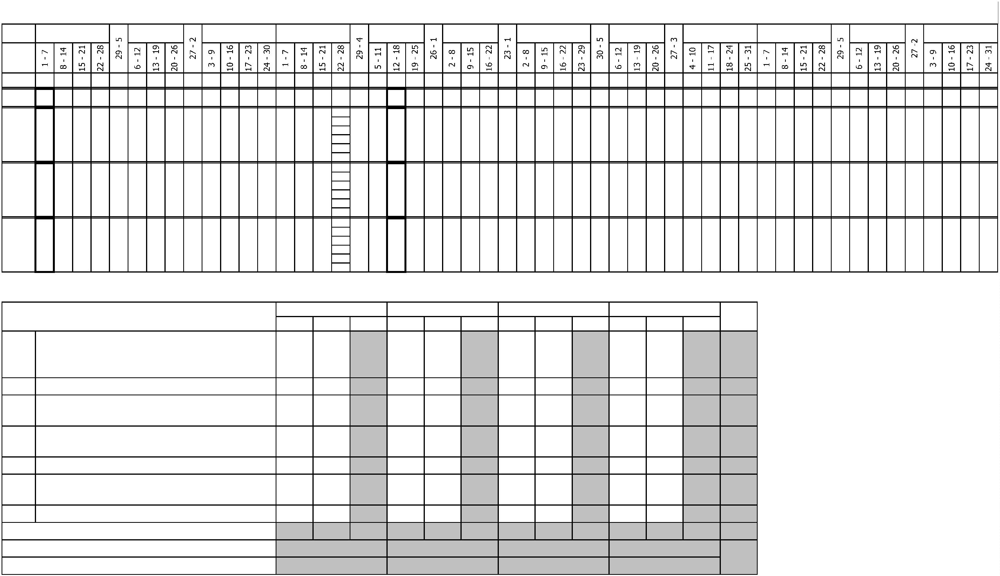 1 - 7
8 - 14
15 - 21
22 - 28
29 - 5
6 - 12
13 - 19
20 - 26
27 - 2
3 - 9
10 - 16
17 - 23
24 - 30
1 - 7
8 - 14
15 - 21
22 - 28
29 - 4
5 - 11
12 - 18
19 - 25
26 - 1
2 - 8
9 - 15
16 - 22
23 - 1
2 - 8
9 - 15
16 - 22
23 - 29
30 - 5
6 - 12
13 - 19
20 - 26
27 - 3
4 - 10
11 - 17
18 - 24
25 - 31
1 - 7
8 - 14
15 - 21
22 - 28
29 - 5
6 - 12
13 - 19
20 - 26
27 -2
3 - 9
10 - 16
17 - 23
24 - 31